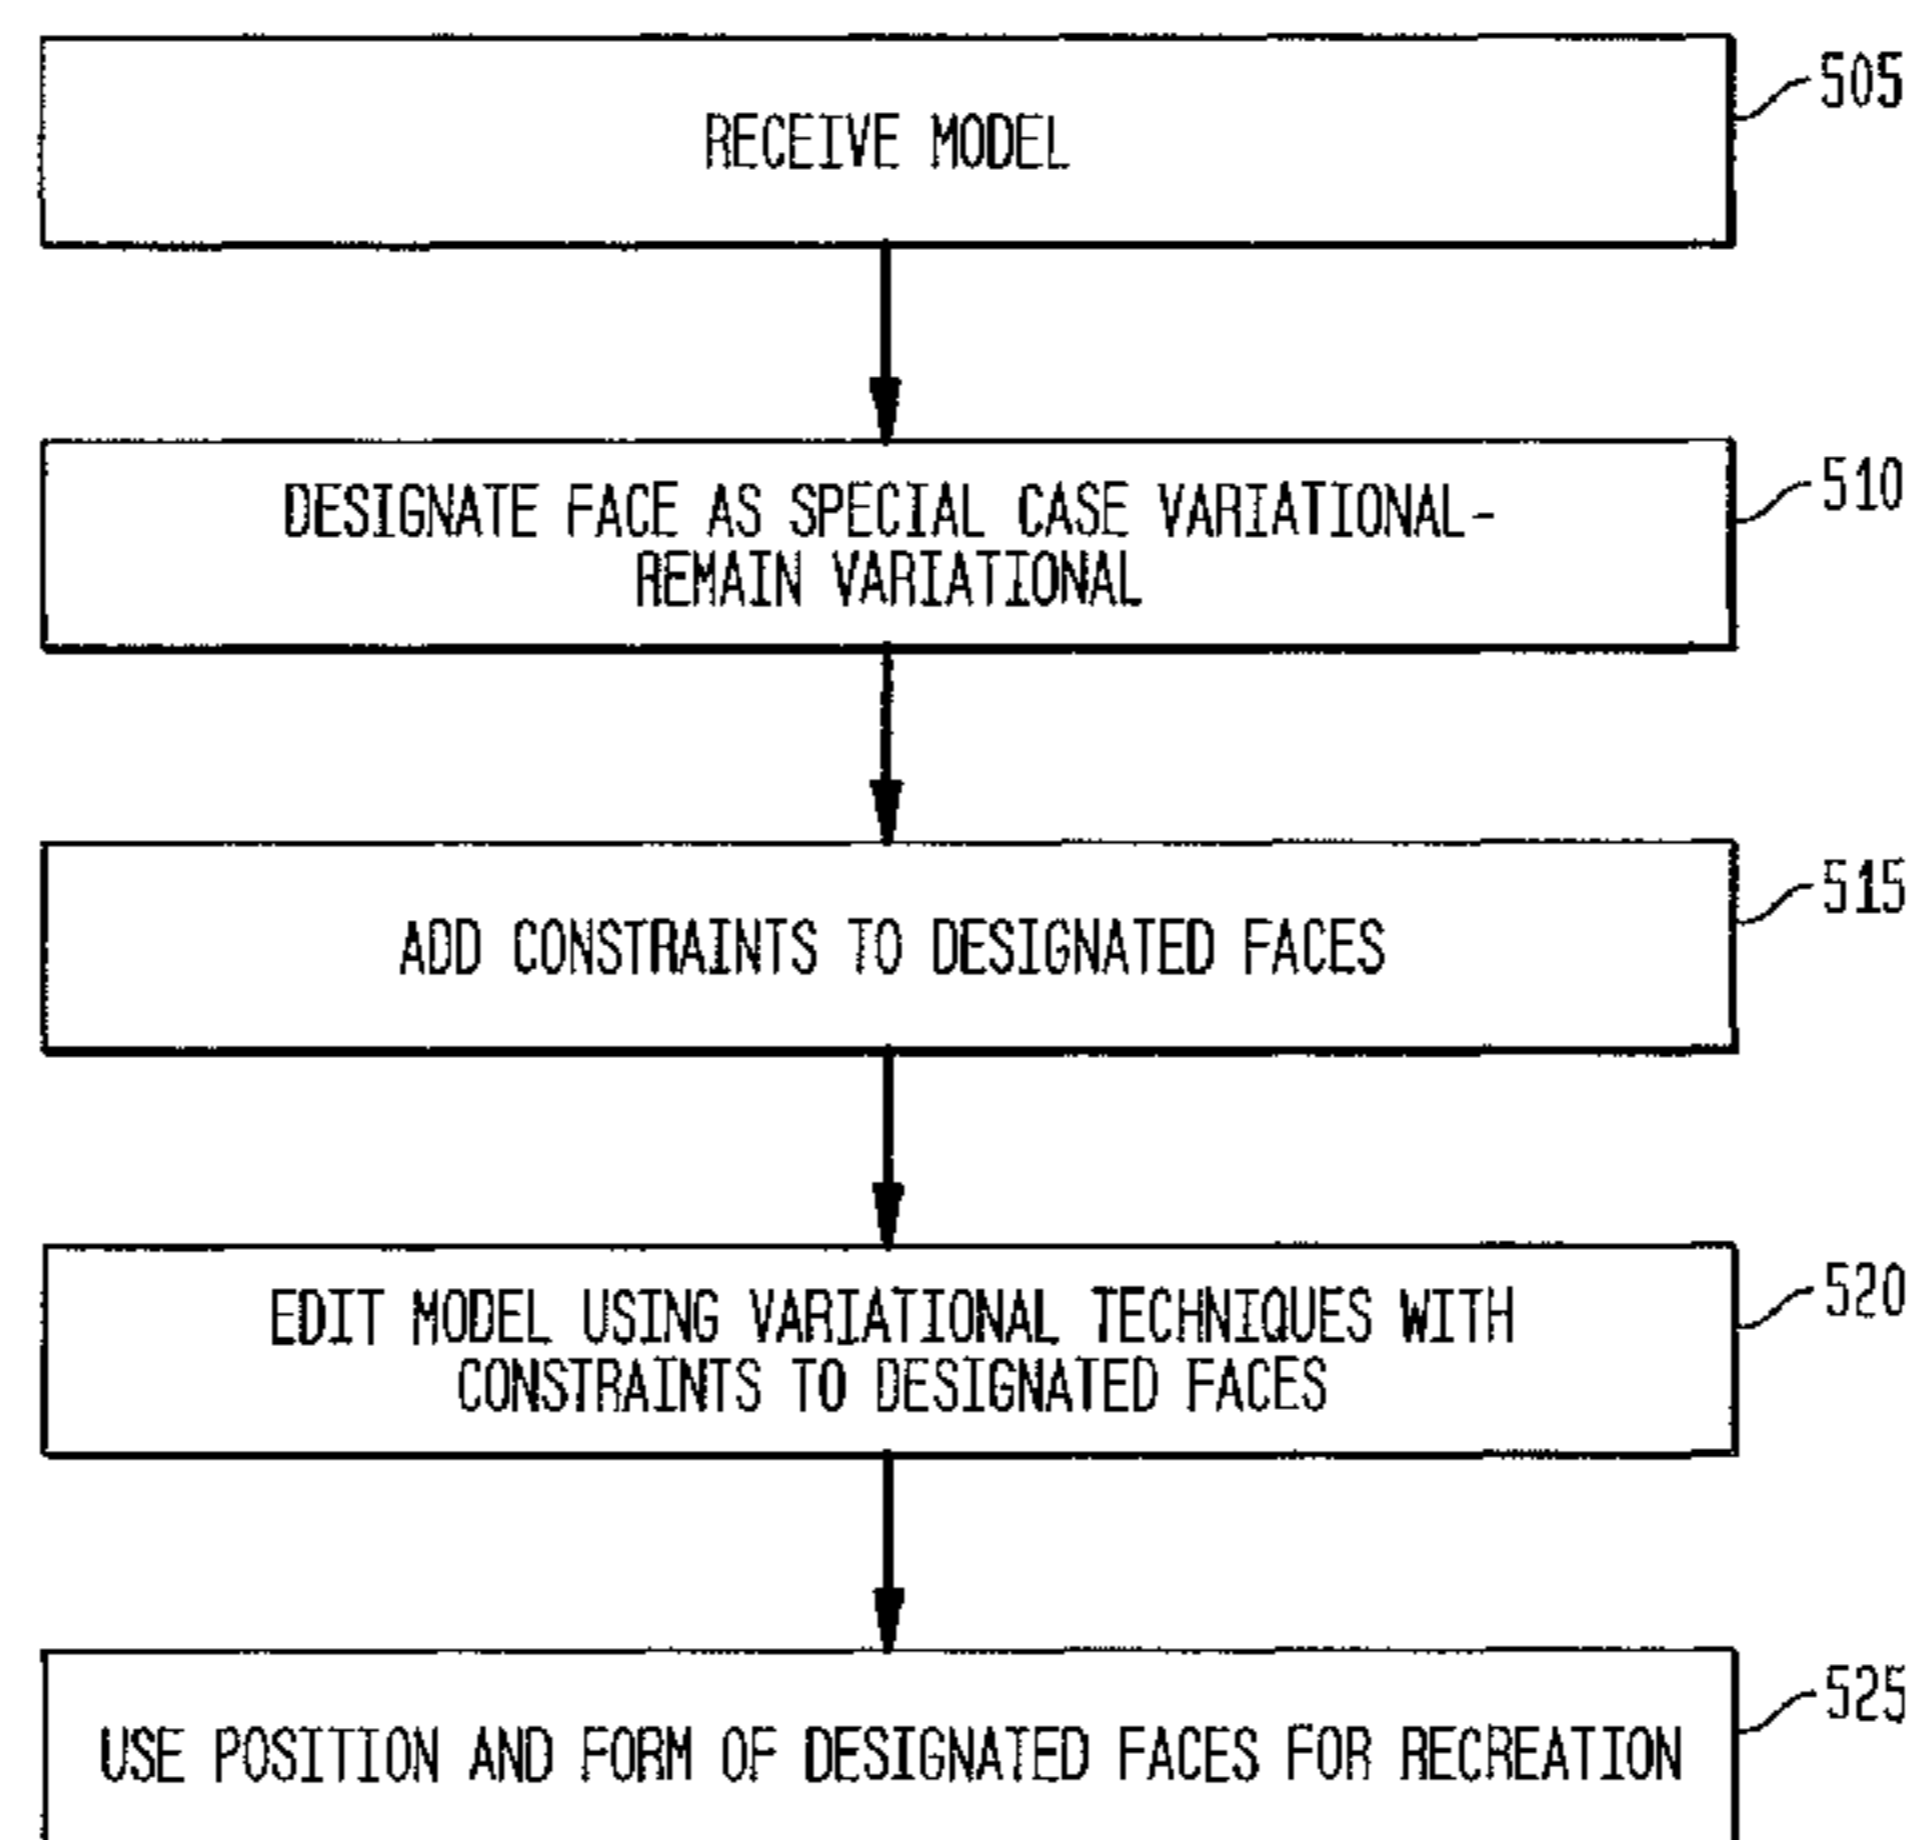 RECEIVE MODEL
505
DESIGNATE FACE AS SPECIAL CASE VARIATIONAL-
REMAIN VARIATIONAL
510
ADD CONSTRAINTS TO DESIGNATED FACES
515
EDIT MODEL USING VARIATIONAL TECHNIQUES WITH
CONSTRAINTS TO DESIGNATED FACES
520
USE POSITION AND FORM OF DESIGNATED FACES FOR RECREATION
525